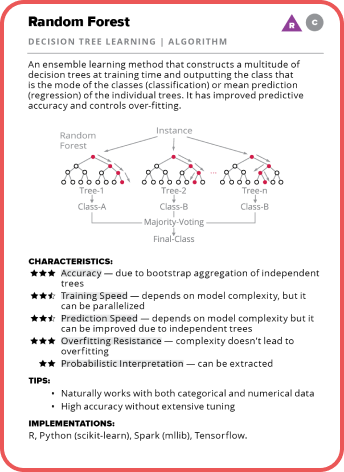 Random Forest
R
C
DECISION TREE LEARNING | ALGORITHM
An ensemble learning method that constructs a multitude of
decision trees at training time and outputting the class that
is the mode of the classes (classification) or mean prediction
(regression) of the individual trees. It has improved predictive
accuracy and controls over-fitting.
Random
Forest
Instance
...
Tree-1 Tree-2 Tree-n
Class-A Class-B Class-B
Majority-Voting
Final-Class
CHARACTERISTICS:
Accuracy — due to bootstrap aggregation of independent
trees
Training Speed — depends on model complexity, but it
can be parallelized
Prediction Speed — depends on model complexity but it
can be improved due to independent trees
Overfitting Resistance — complexity doesn't lead to
overfitting
Probabilistic Interpretation — can be extracted
TIPS:
• Naturally works with both categorical and numerical data
• High accuracy without extensive tuning
IMPLEMENTATIONS:
R, Python (scikit-learn), Spark (mllib), Tensorflow.